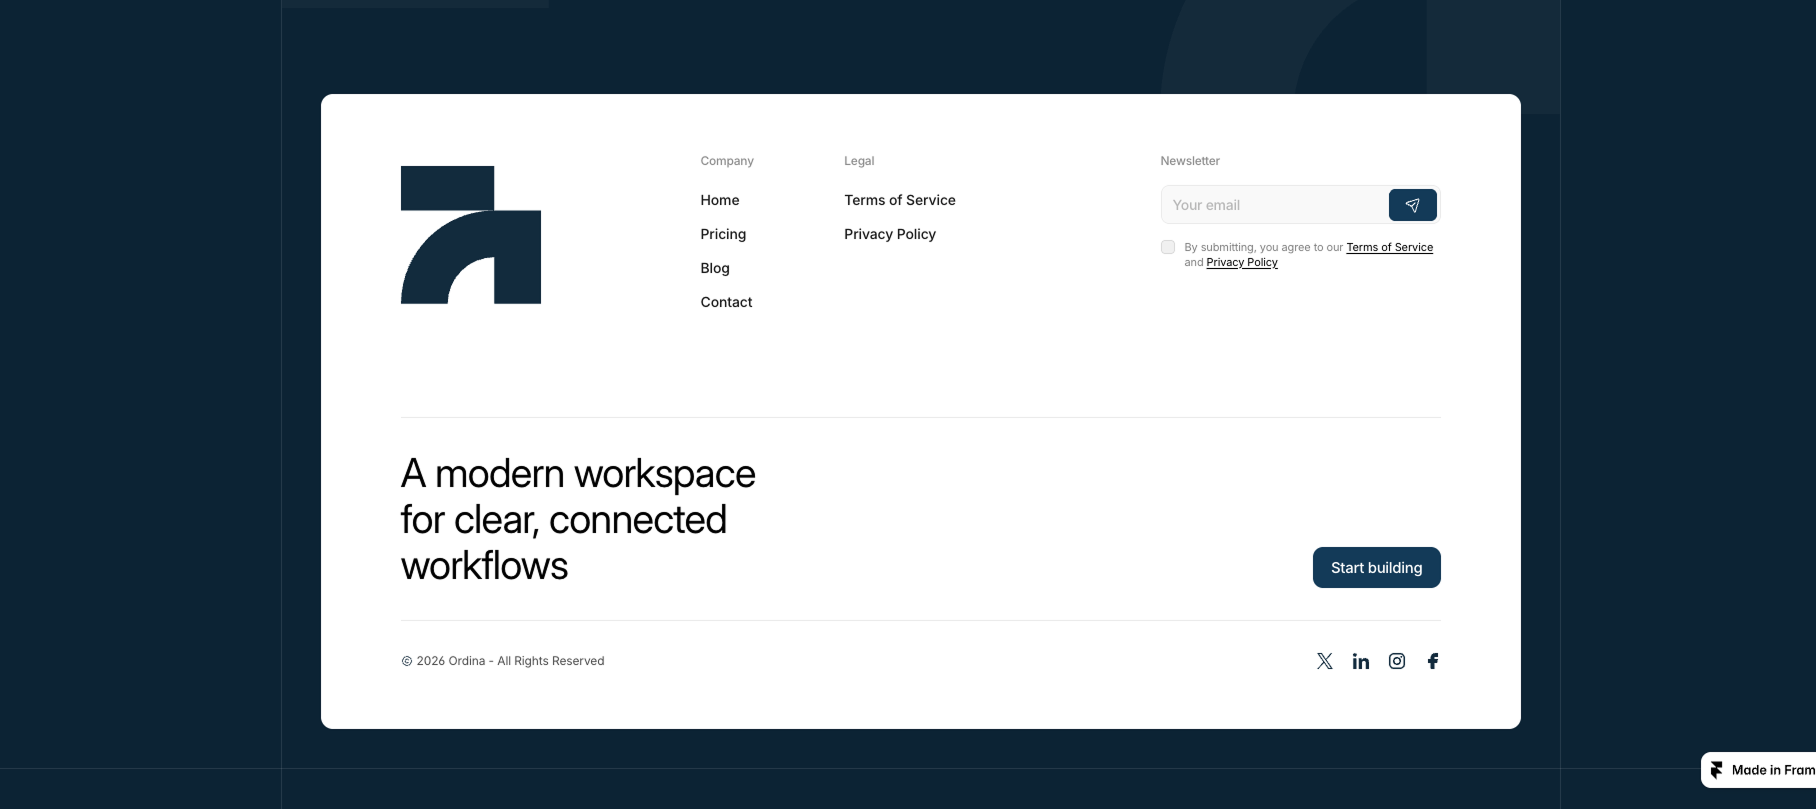 Company
Home
Pricing
Blog
Contact
Legal
Terms of Service
Privacy Policy
Newsletter
Your email
By submitting, you agree to our Terms of Service
and Privacy Policy
A modern workspace
for clear, connected
workflows
Start building
© 2026 Ordina - All Rights Reserved
Made in Fram